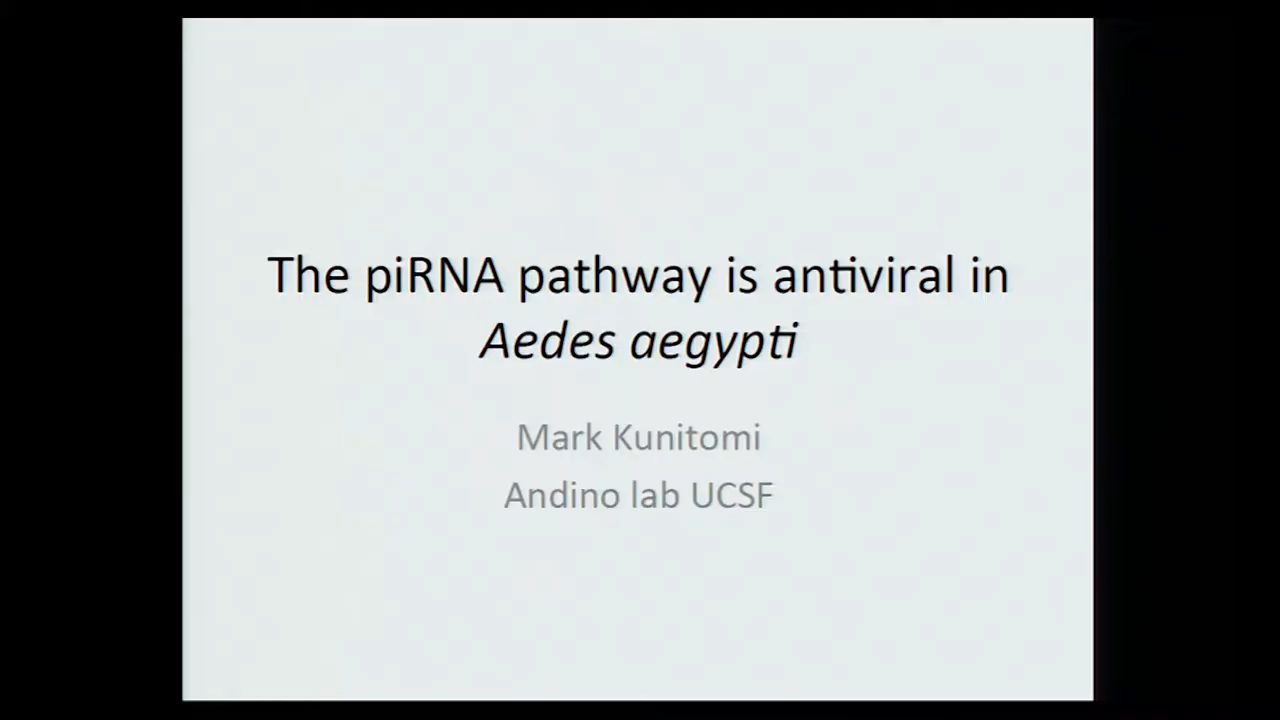 The piRNA pathway is antiviral in
Aedes aegypti
Mark Kunitomi
Andino lab UCSF